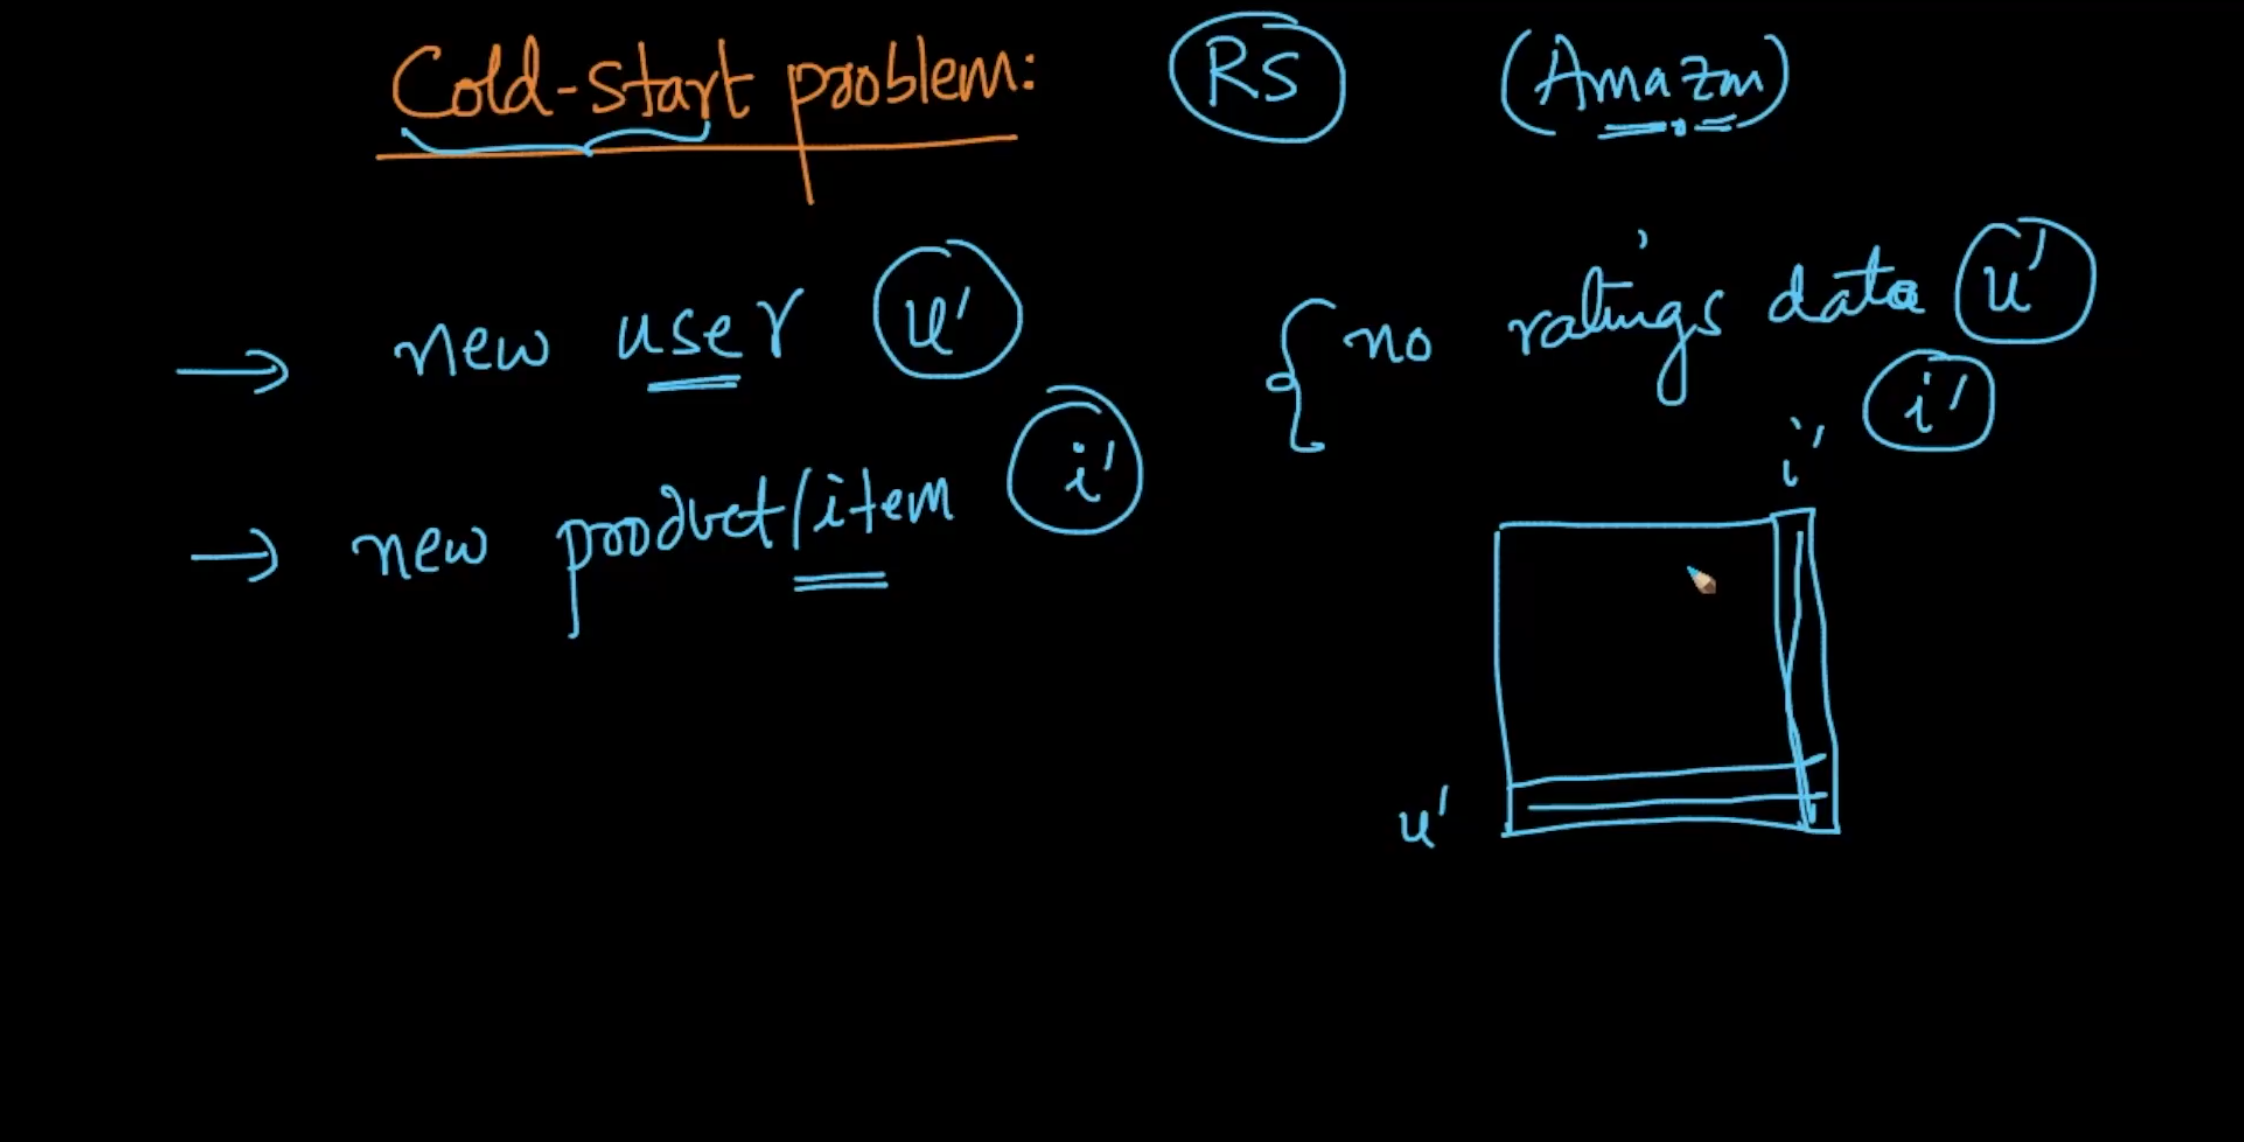 Cold-start problem: RS (Amazon)
→ new user u' { no ratings data u'
i'
→ new product/item i'
i'
u'